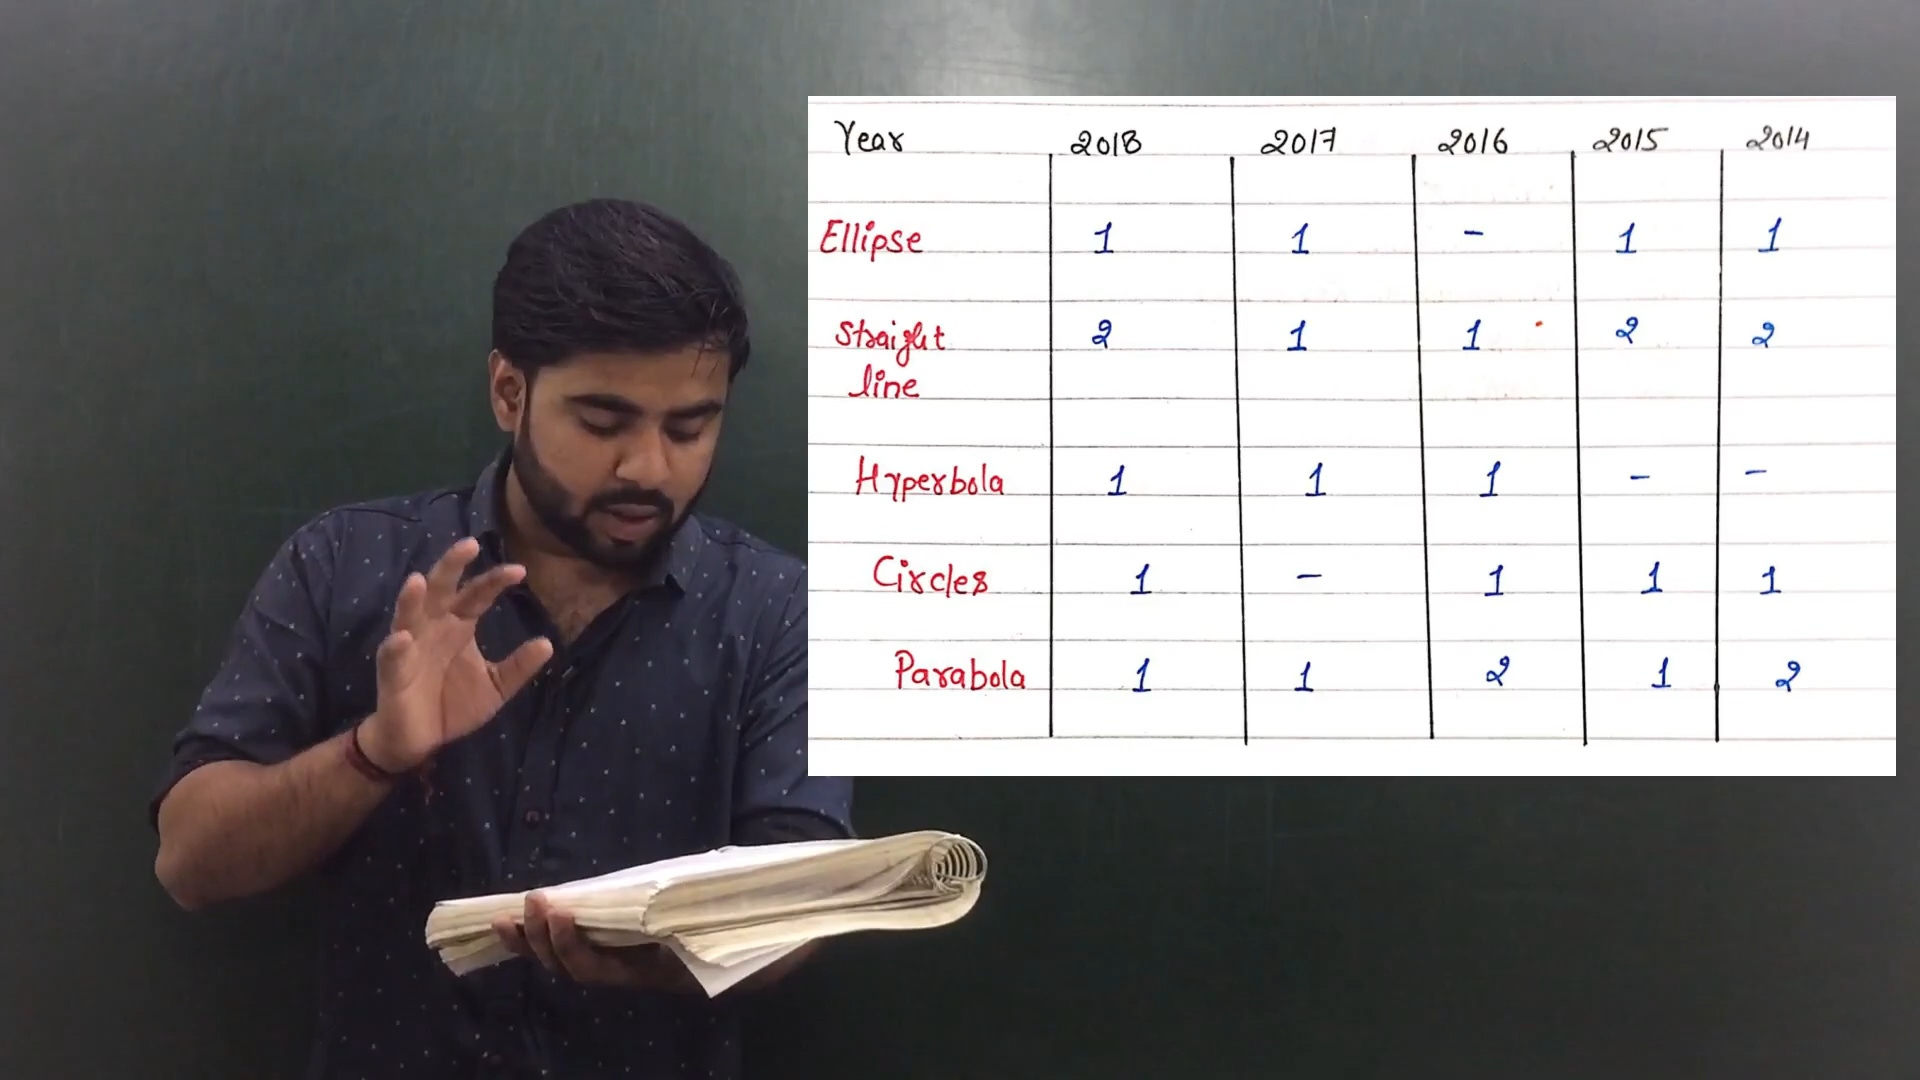 Year 2018 2017 2016 2015 2014
Ellipse 1 1 - 1 1
Straight 2 1 1 2 2
line
Hyperbola 1 1 1 - -
Circles 1 - 1 1 1
Parabola 1 1 2 1 2